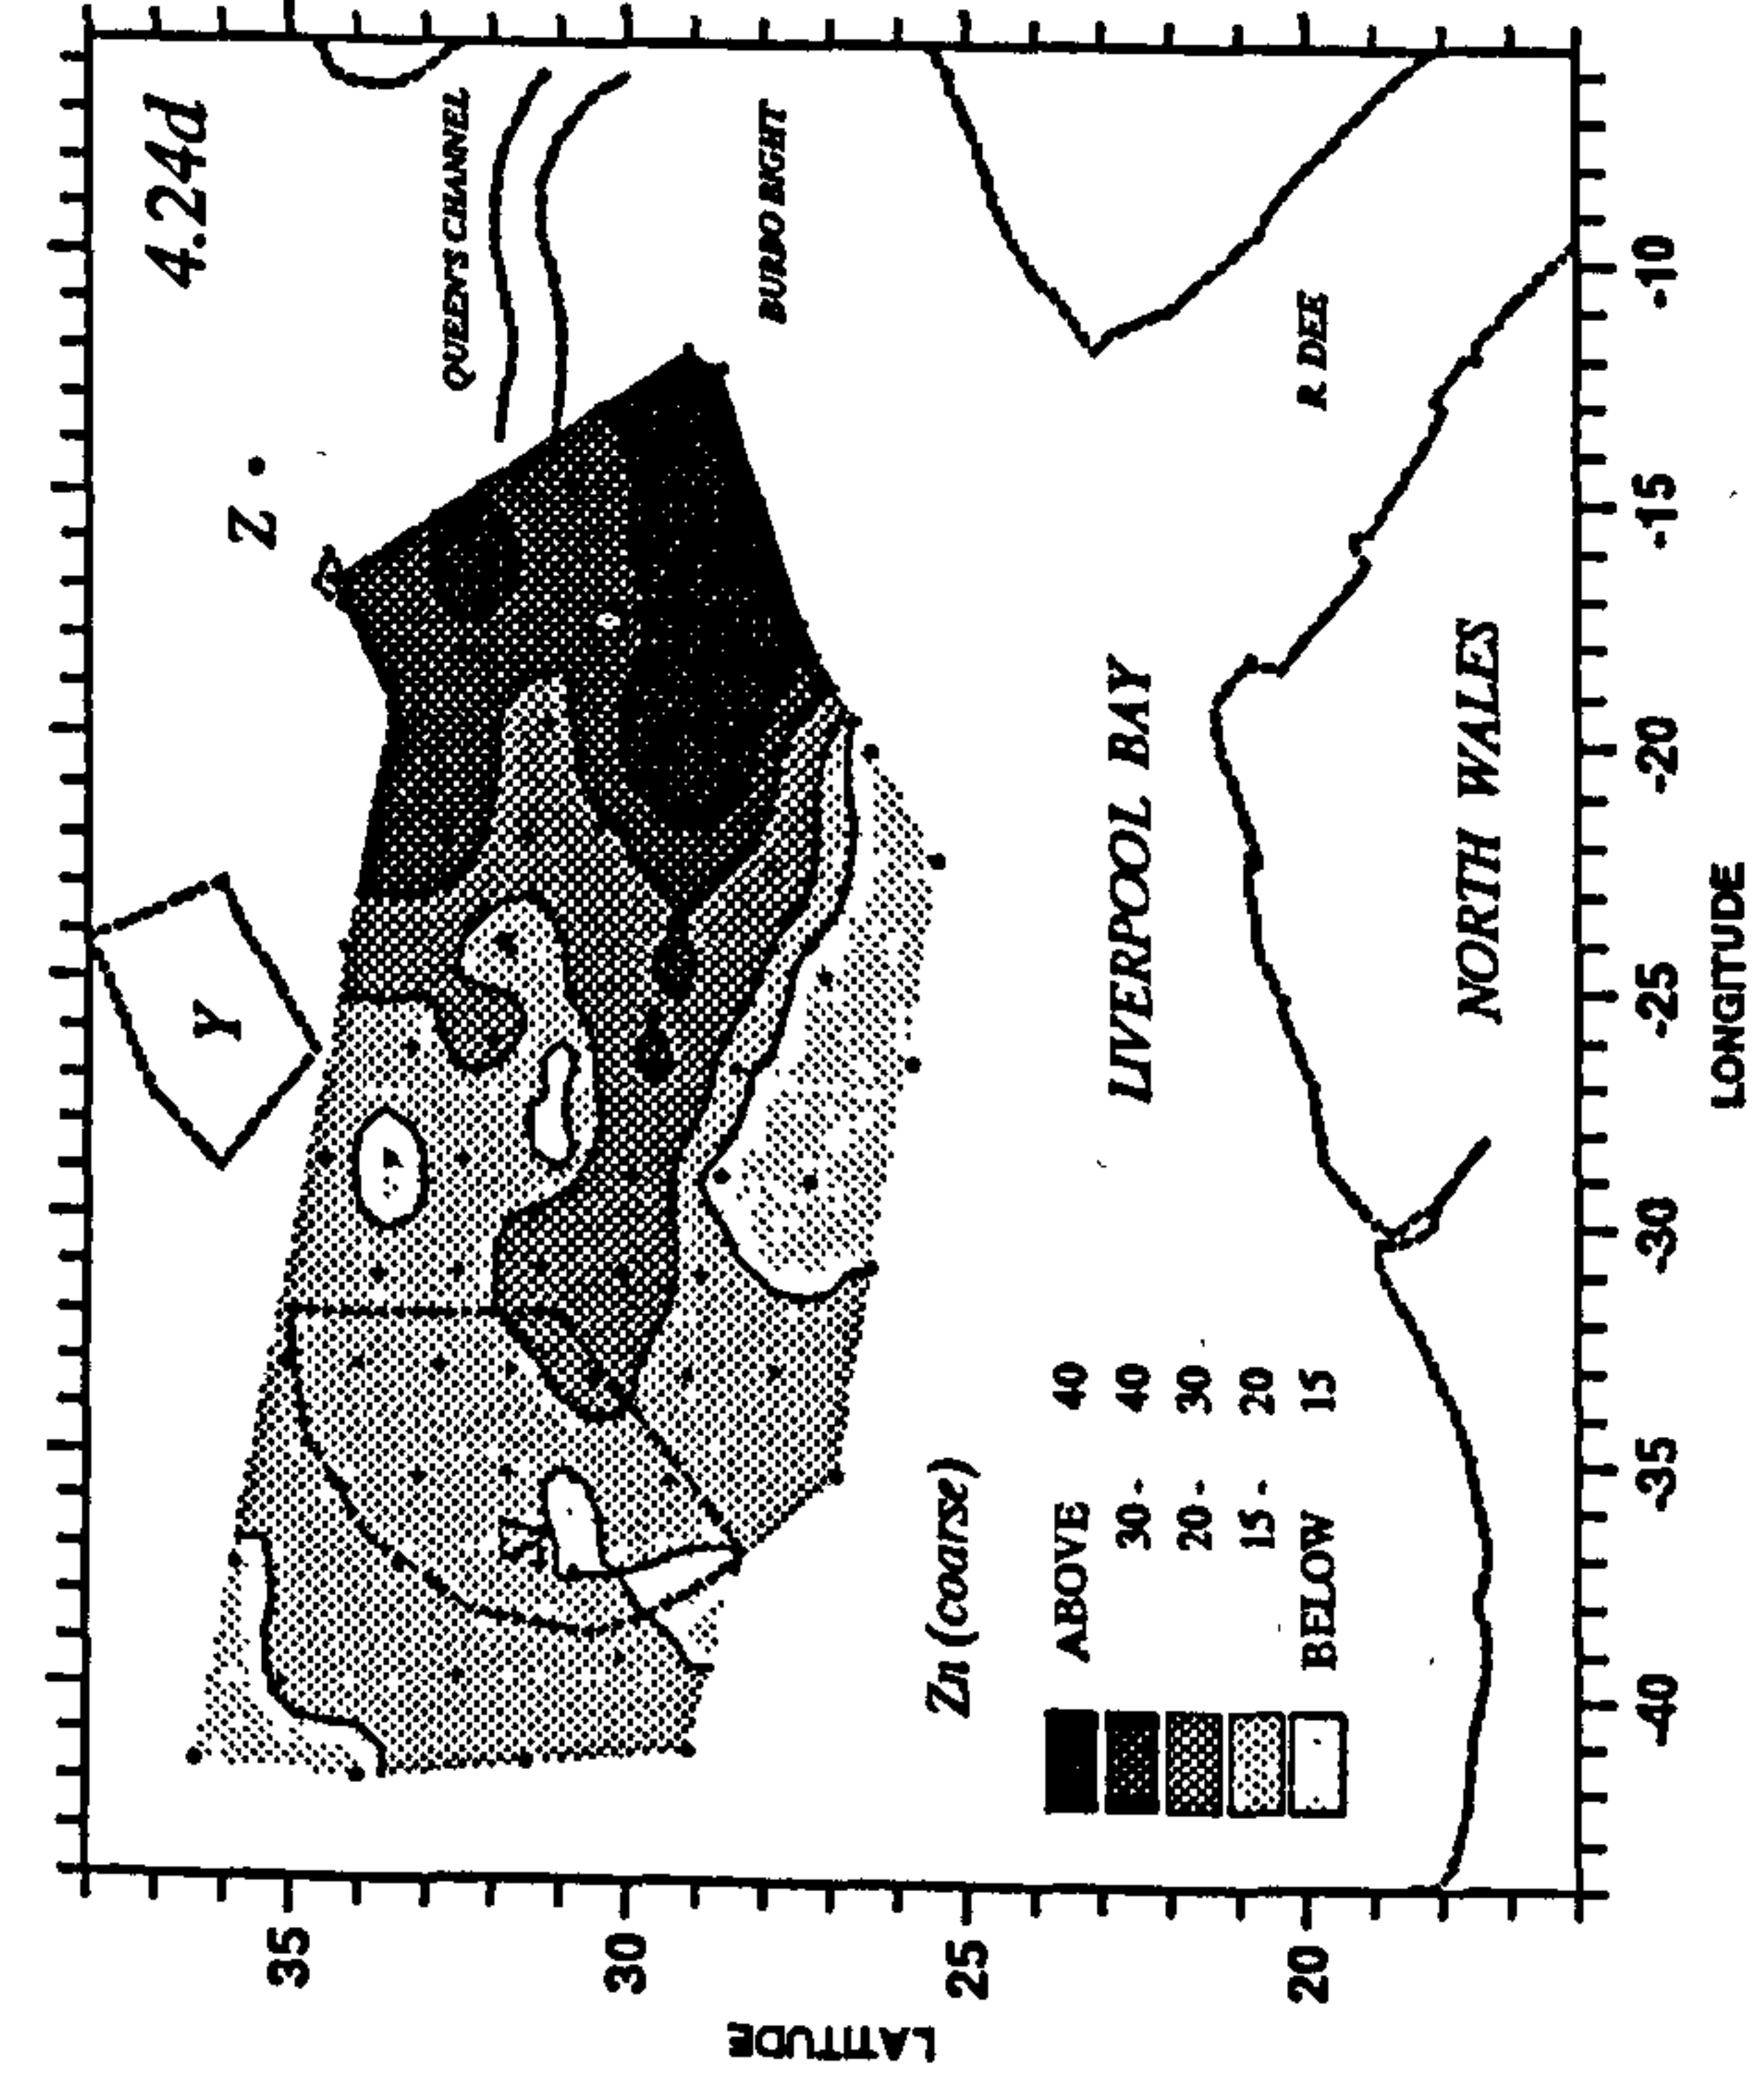 4.24d
Z
Y
QUEEN'S CHANNEL
BURBO BIGHT
35
30
25
20
LATITUDE
LIVERPOOL BAY
R DEE
NORTH WALES
Zn (coarse)
ABOVE 40
30 - 40
20 - 30
15 - 20
BELOW 15
-40
-35
-30
-25
-20
-15
-10
LONGITUDE